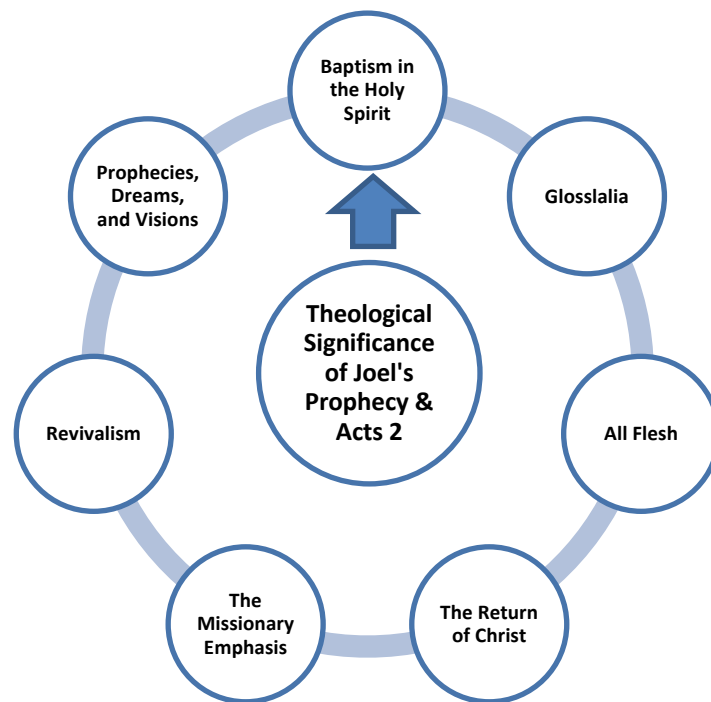 Baptism in
the Holy
Spirit
Glosslalia
All Flesh
The Return
of Christ
The
Missionary
Emphasis
Revivalism
Prophecies,
Dreams,
and Visions
Theological
Significance
of Joel's
Prophecy &
Acts 2